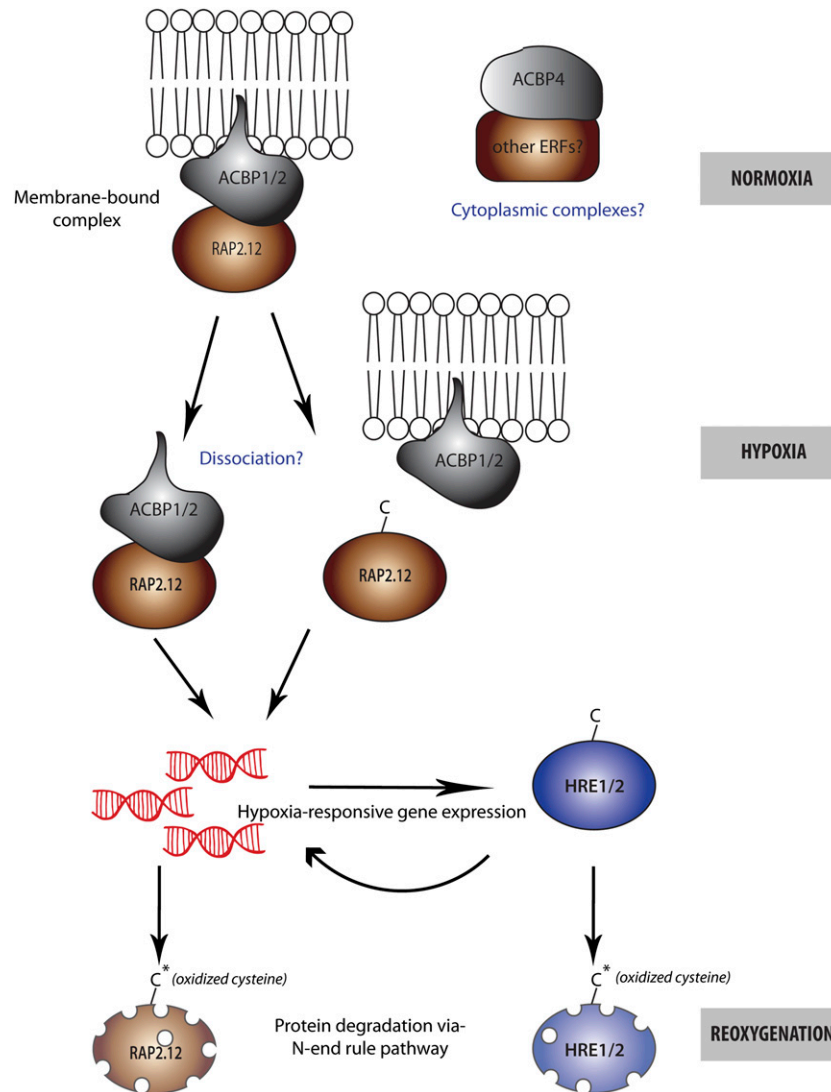 ACBP4
other ERFs?
NORMOXIA
ACBP1/2
Membrane-bound
complex
Cytoplasmic complexes?
RAP2.12
Dissociation?
ACBP1/2
HYPOXIA
ACBP1/2
C
RAP2.12
RAP2.12
C
HRE1/2
Hypoxia-responsive gene expression
C* (oxidized cysteine)
C* (oxidized cysteine)
Protein degradation via-
N-end rule pathway
REOXYGENATION
RAP2.12
HRE1/2